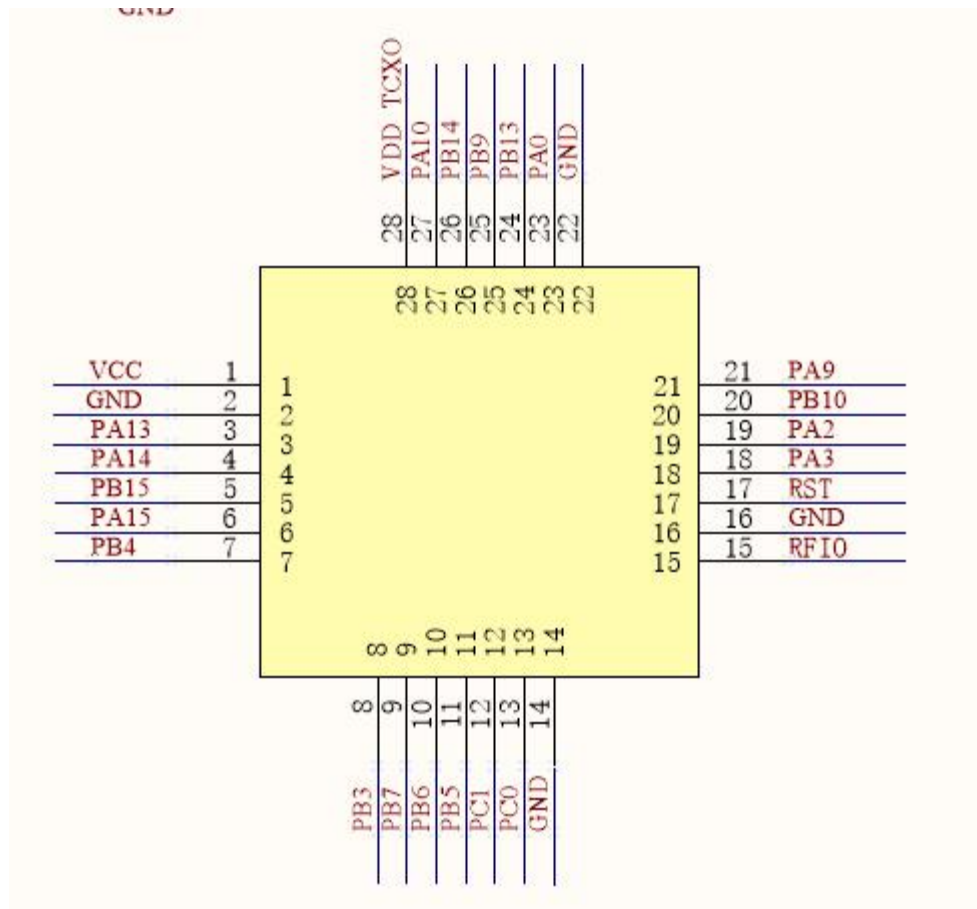 GND
VDD TCXO
PA10
PB14
PB9
PB13
PA0
GND
28 27 26 25 24 23 22
28 27 26 25 24 23 22
VCC 1 1
GND 2 2
PA13 3 3
PA14 4 4
PB15 5 5
PA15 6 6
PB4 7 7
21 21 PA9
20 20 PB10
19 19 PA2
18 18 PA3
17 17 RST
16 16 GND
15 15 RFIO
8 9 10 11 12 13 14
8 9 10 11 12 13 14
PB3
PB7
PB6
PB5
PC1
PC0
GND